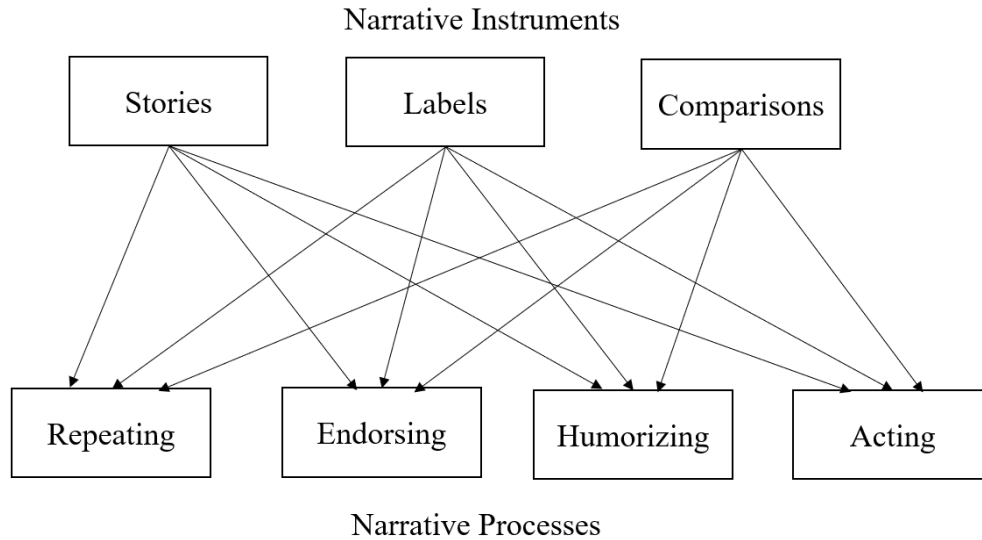 Narrative Instruments
Stories
Labels
Comparisons
Repeating
Endorsing
Humorizing
Acting
Narrative Processes